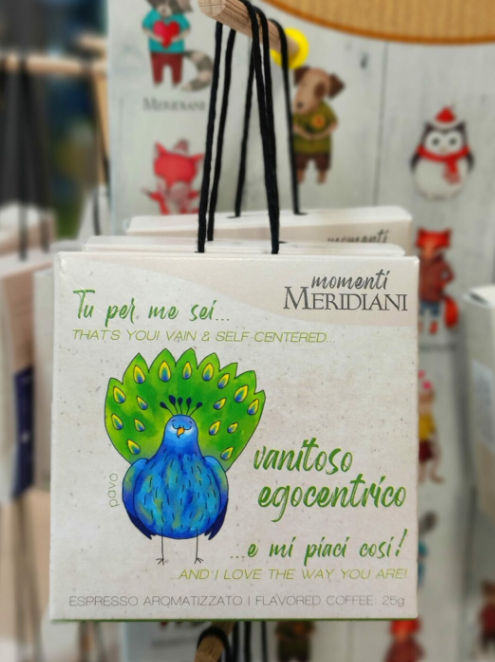 MERIDIANI
momenti
momenti
MERIDIANI
Tu per me sei...
THAT'S YOU! VAIN & SELF CENTERED...
pavo
vanitoso
egocentrico
...e mi piaci così!
...AND I LOVE THE WAY YOU ARE!
ESPRESSO AROMATIZZATO | FLAVORED COFFEE: 25g